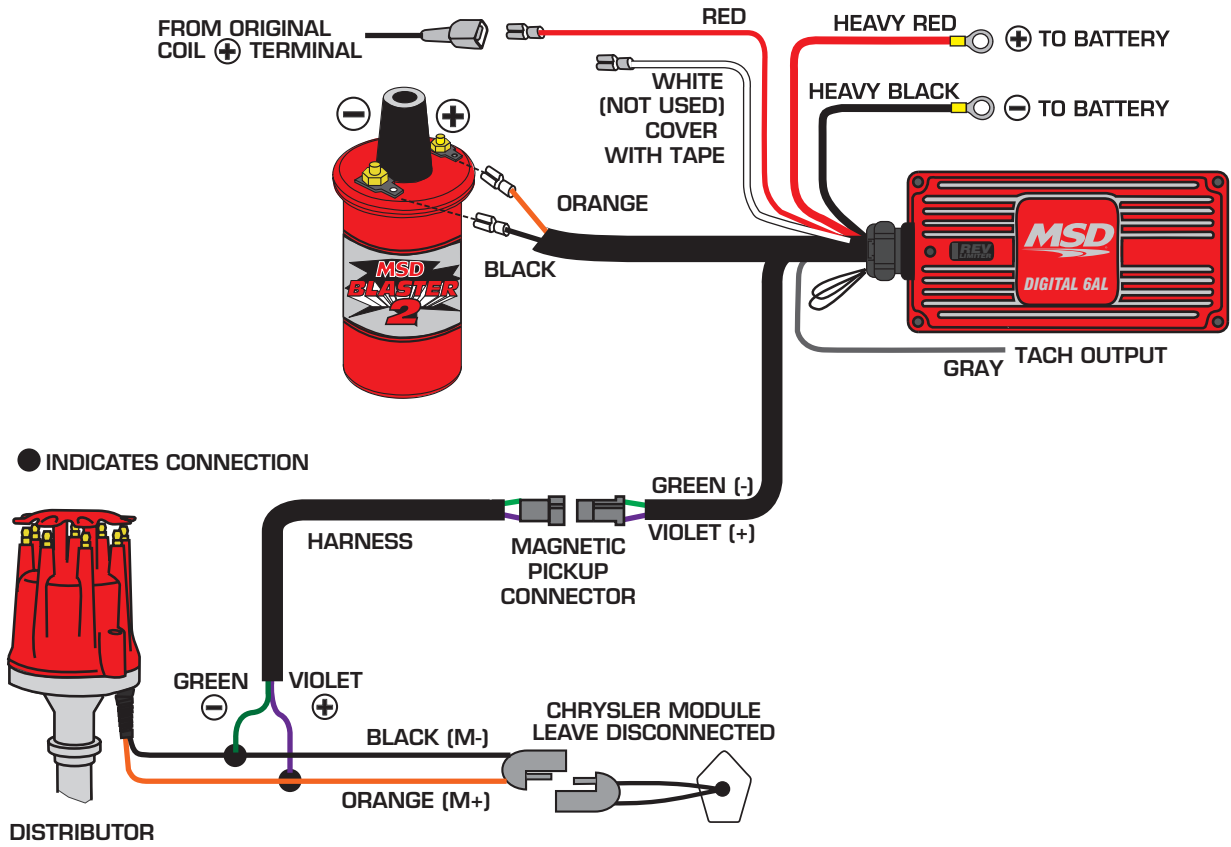 FROM ORIGINAL
COIL + TERMINAL
RED
HEAVY RED
+ TO BATTERY
WHITE
(NOT USED)
COVER
WITH TAPE
HEAVY BLACK
− TO BATTERY
−
+
ORANGE
BLACK
MSD
BLASTER
2
REV
LIMITER
MSD
DIGITAL 6AL
GRAY
TACH OUTPUT
INDICATES CONNECTION
HARNESS
MAGNETIC
PICKUP
CONNECTOR
GREEN (-)
VIOLET (+)
GREEN
−
VIOLET
+
BLACK (M-)
ORANGE (M+)
CHRYSLER MODULE
LEAVE DISCONNECTED
DISTRIBUTOR